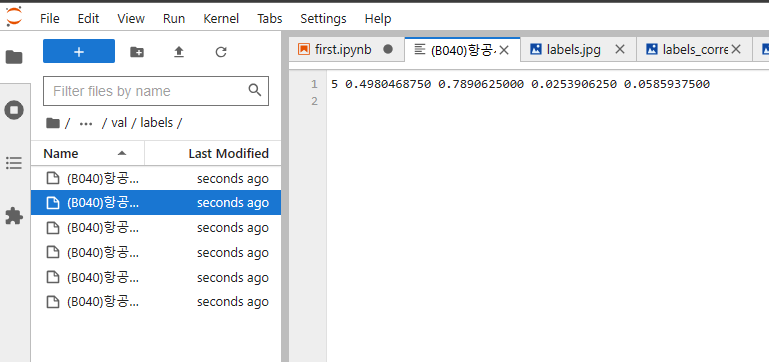 File Edit View Run Kernel Tabs Settings Help
+
first.ipynb
(B040)항공
labels.jpg
labels_corre
Filter files by name
/ ... / val / labels /
Name Last Modified
(B040)항공... seconds ago
(B040)항공... seconds ago
(B040)항공... seconds ago
(B040)항공... seconds ago
(B040)항공... seconds ago
(B040)항공... seconds ago
1 5 0.4980468750 0.7890625000 0.0253906250 0.0585937500
2